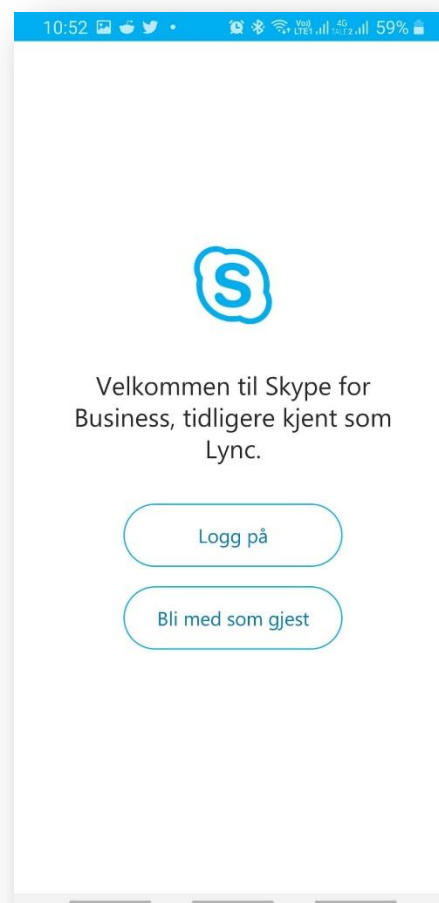 10:52 59%
S
Velkommen til Skype for
Business, tidligere kjent som
Lync.
Logg på
Bli med som gjest